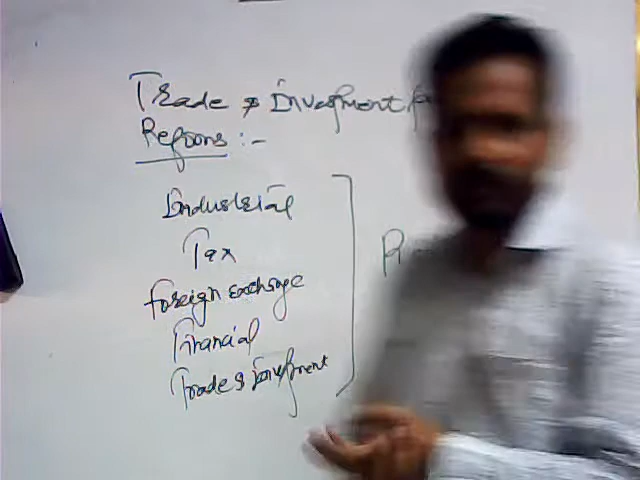 Trade & Investment
Reforms :-
Industrial
Tax
foreign exchange
Financial
Trade & Investment